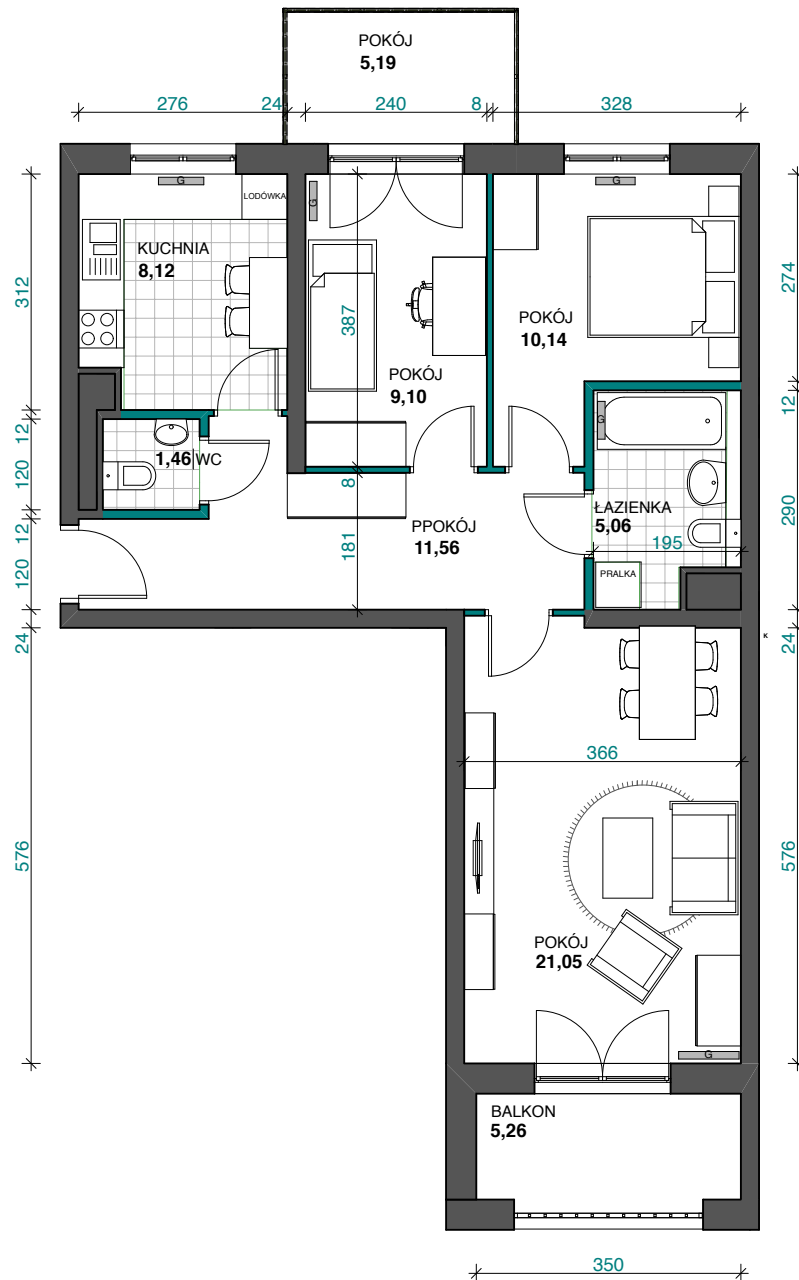 POKÓJ
5,19
276
24
240
8
328
G
G
LODÓWKA
G
KUCHNIA
8,12
312
387
274
POKÓJ
10,14
POKÓJ
9,10
12
G
12
1,46 WC
120
8
ŁAZIENKA
5,06
290
PPOKÓJ
11,56
195
12
181
PRALKA
120
24
24
K
366
576
576
POKÓJ
21,05
G
BALKON
5,26
350